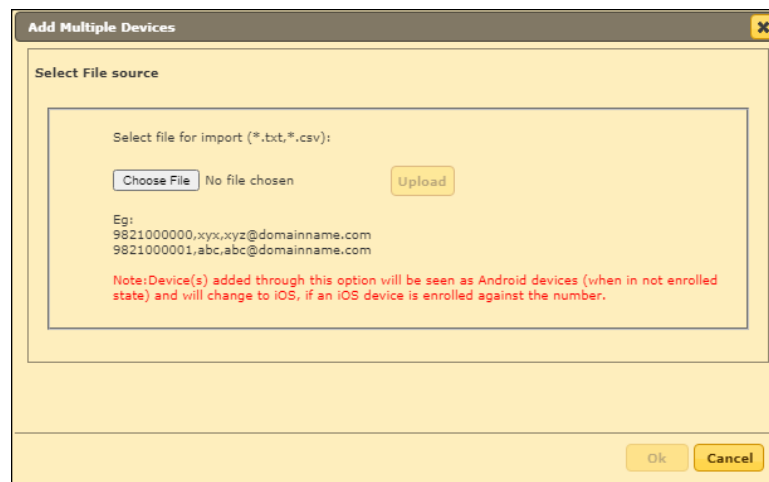 Add Multiple Devices
Select File source
Select file for import (*.txt,*.csv):
Choose File No file chosen Upload
Eg:
9821000000,xyx,xyz@domainname.com
9821000001,abc,abc@domainname.com
Note:Device(s) added through this option will be seen as Android devices (when in not enrolled
state) and will change to iOS, if an iOS device is enrolled against the number.
Ok Cancel